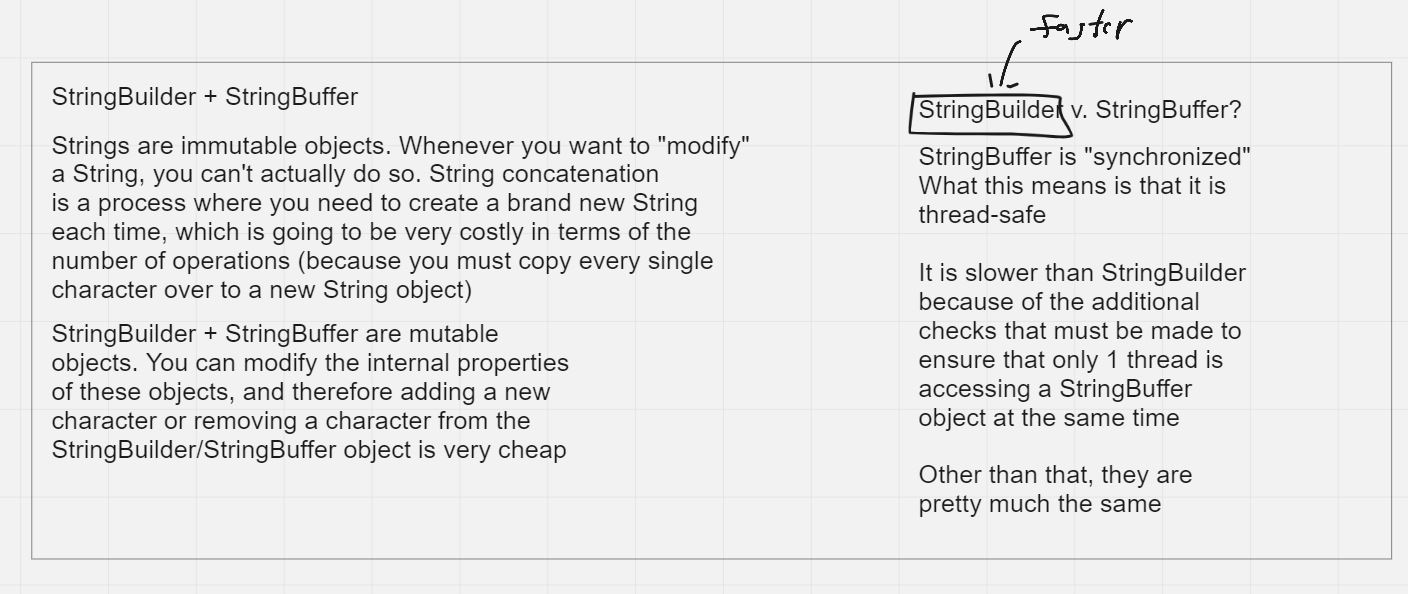 StringBuilder + StringBuffer
Strings are immutable objects. Whenever you want to "modify"
a String, you can't actually do so. String concatenation
is a process where you need to create a brand new String
each time, which is going to be very costly in terms of the
number of operations (because you must copy every single
character over to a new String object)
StringBuilder + StringBuffer are mutable
objects. You can modify the internal properties
of these objects, and therefore adding a new
character or removing a character from the
StringBuilder/StringBuffer object is very cheap
faster
StringBuilder v. StringBuffer?
StringBuffer is "synchronized"
What this means is that it is
thread-safe
It is slower than StringBuilder
because of the additional
checks that must be made to
ensure that only 1 thread is
accessing a StringBuffer
object at the same time
Other than that, they are
pretty much the same